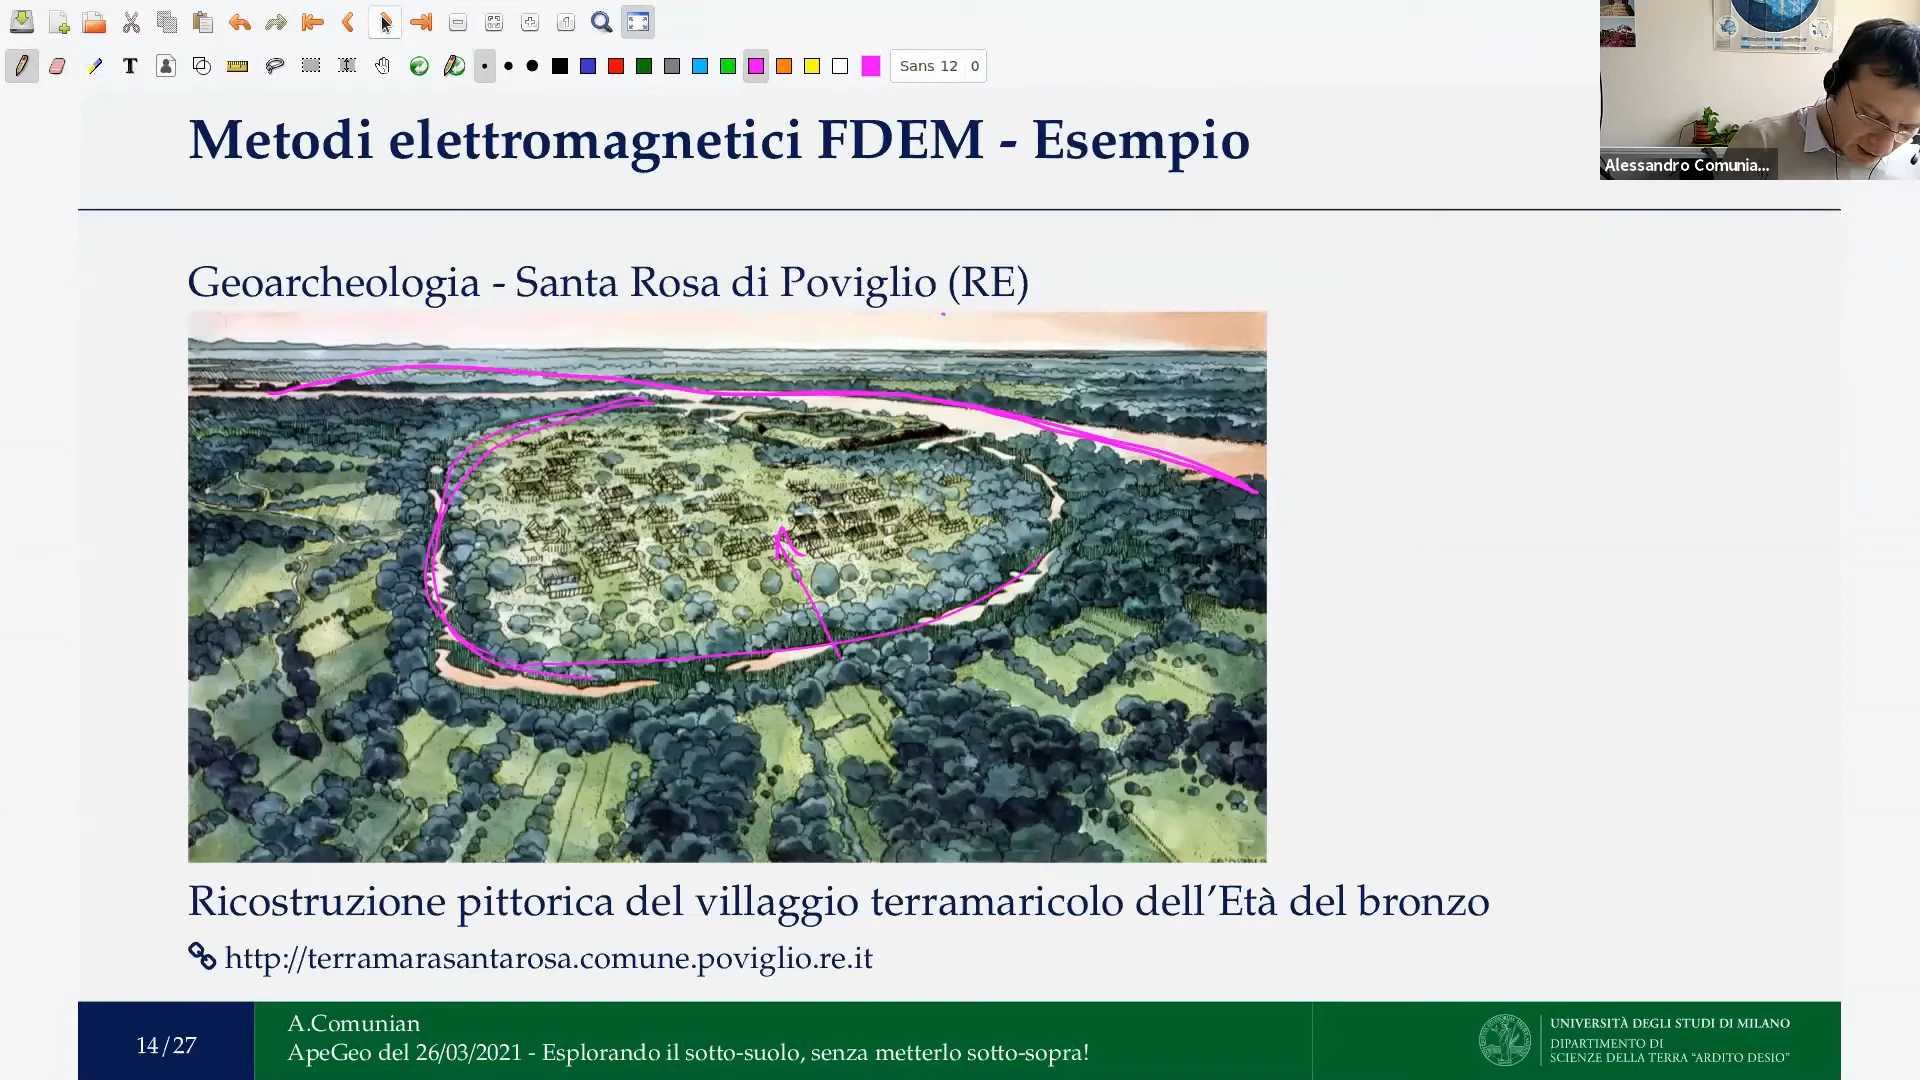 T
Sans 12 0
Alessandro Comunia...
Metodi elettromagnetici FDEM - Esempio
Geoarcheologia - Santa Rosa di Poviglio (RE)
Ricostruzione pittorica del villaggio terramaricolo dell’Età del bronzo
http://terramarasantarosa.comune.poviglio.re.it
14/27
A.Comunian
ApeGeo del 26/03/2021 - Esplorando il sotto-suolo, senza metterlo sotto-sopra!
UNIVERSITÀ DEGLI STUDI DI MILANO
DIPARTIMENTO DI
SCIENZE DELLA TERRA “ARDITO DESIO”